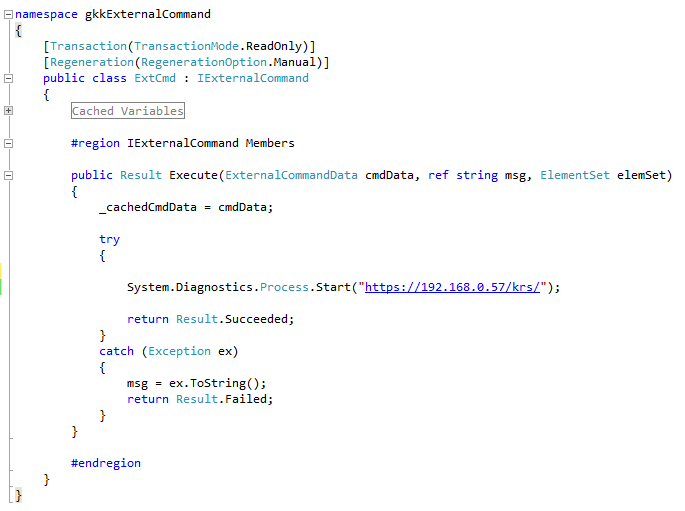 namespace gkkExternalCommand
{
[Transaction(TransactionMode.ReadOnly)]
[Regeneration(RegenerationOption.Manual)]
public class ExtCmd : IExternalCommand
{
Cached Variables
#region IExternalCommand Members
public Result Execute(ExternalCommandData cmdData, ref string msg, ElementSet elemSet)
{
_cachedCmdData = cmdData;
try
{
System.Diagnostics.Process.Start("https://192.168.0.57/krs/");
return Result.Succeeded;
}
catch (Exception ex)
{
msg = ex.ToString();
return Result.Failed;
}
}
#endregion
}
}